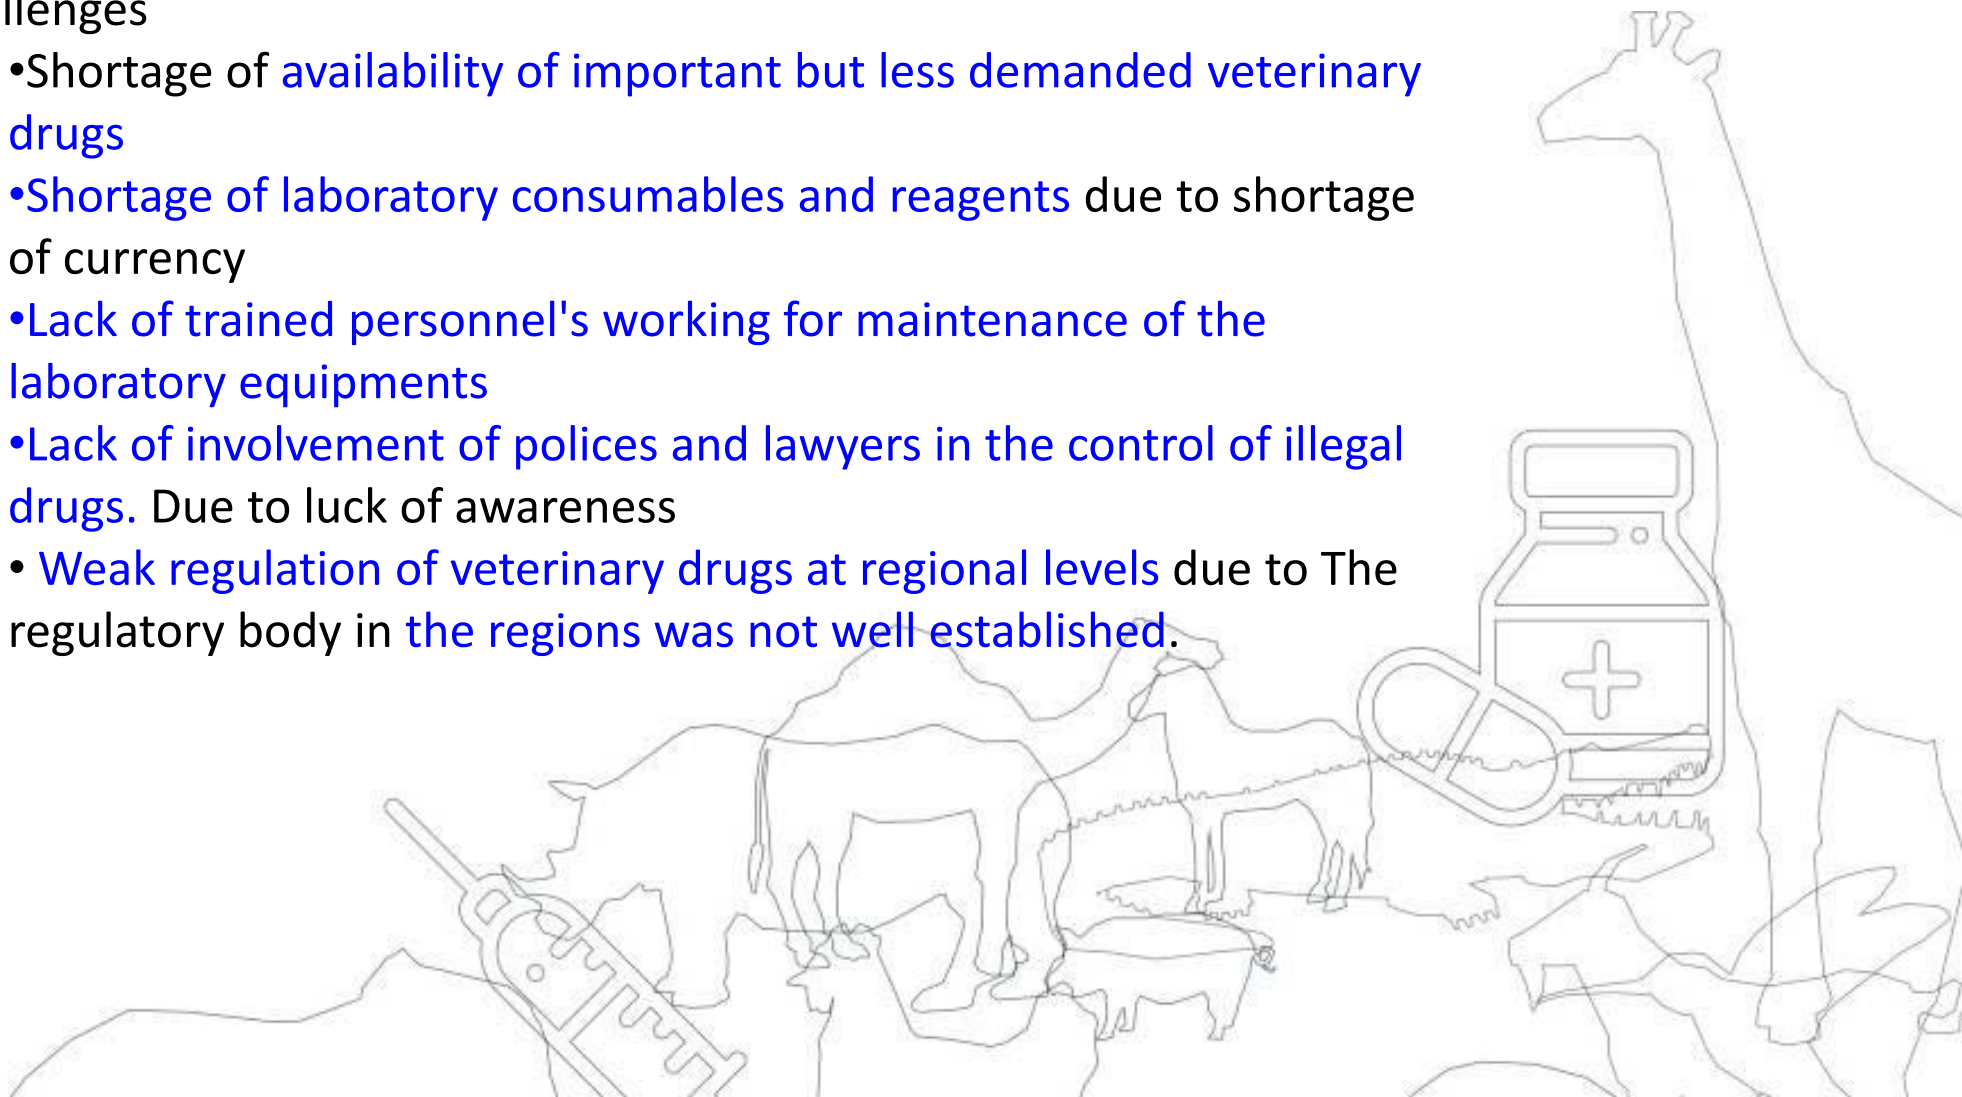 llenges
•Shortage of availability of important but less demanded veterinary
drugs
•Shortage of laboratory consumables and reagents due to shortage
of currency
•Lack of trained personnel's working for maintenance of the
laboratory equipments
•Lack of involvement of polices and lawyers in the control of illegal
drugs. Due to luck of awareness
• Weak regulation of veterinary drugs at regional levels due to The
regulatory body in the regions was not well established.